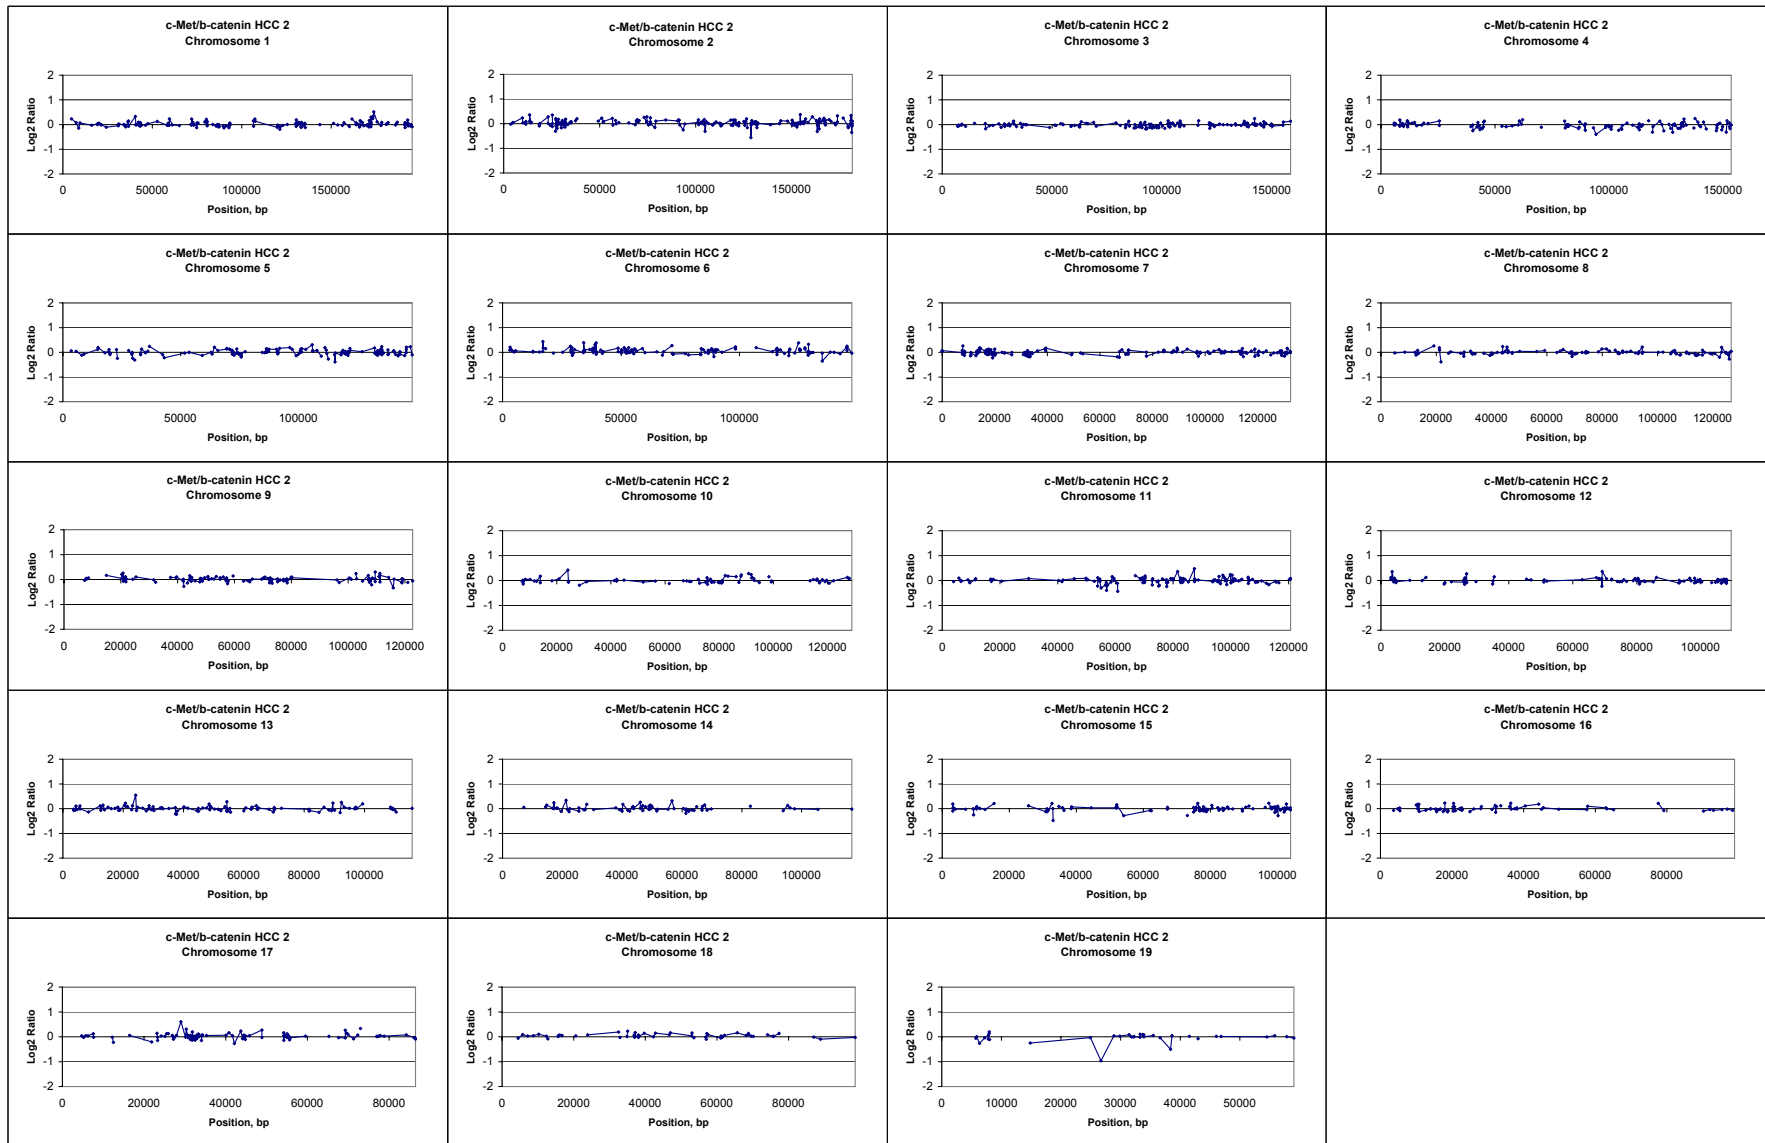 c-Met/b-catenin HCC 2
Chromosome 1
2
1
0
-1
-2
Log2 Ratio
0 50000 100000 150000
Position, bp
c-Met/b-catenin HCC 2
Chromosome 2
2
1
0
-1
-2
Log2 Ratio
0 50000 100000 150000
Position, bp
c-Met/b-catenin HCC 2
Chromosome 3
2
1
0
-1
-2
Log2 Ratio
0 50000 100000 150000
Position, bp
c-Met/b-catenin HCC 2
Chromosome 4
2
1
0
-1
-2
Log2 Ratio
0 50000 100000 150000
Position, bp
c-Met/b-catenin HCC 2
Chromosome 5
2
1
0
-1
-2
Log2 Ratio
0 50000 100000
Position, bp
c-Met/b-catenin HCC 2
Chromosome 6
2
1
0
-1
-2
Log2 Ratio
0 50000 100000
Position, bp
c-Met/b-catenin HCC 2
Chromosome 7
2
1
0
-1
-2
Log2 Ratio
0 20000 40000 60000 80000 100000 120000
Position, bp
c-Met/b-catenin HCC 2
Chromosome 8
2
1
0
-1
-2
Log2 Ratio
0 20000 40000 60000 80000 100000 120000
Position, bp
c-Met/b-catenin HCC 2
Chromosome 9
2
1
0
-1
-2
Log2 Ratio
0 20000 40000 60000 80000 100000 120000
Position, bp
c-Met/b-catenin HCC 2
Chromosome 10
2
1
0
-1
-2
Log2 Ratio
0 20000 40000 60000 80000 100000 120000
Position, bp
c-Met/b-catenin HCC 2
Chromosome 11
2
1
0
-1
-2
Log2 Ratio
0 20000 40000 60000 80000 100000 120000
Position, bp
c-Met/b-catenin HCC 2
Chromosome 12
2
1
0
-1
-2
Log2 Ratio
0 20000 40000 60000 80000 100000
Position, bp
c-Met/b-catenin HCC 2
Chromosome 13
2
1
0
-1
-2
Log2 Ratio
0 20000 40000 60000 80000 100000
Position, bp
c-Met/b-catenin HCC 2
Chromosome 14
2
1
0
-1
-2
Log2 Ratio
0 20000 40000 60000 80000 100000
Position, bp
c-Met/b-catenin HCC 2
Chromosome 15
2
1
0
-1
-2
Log2 Ratio
0 20000 40000 60000 80000 100000
Position, bp
c-Met/b-catenin HCC 2
Chromosome 16
2
1
0
-1
-2
Log2 Ratio
0 20000 40000 60000 80000
Position, bp
c-Met/b-catenin HCC 2
Chromosome 17
2
1
0
-1
-2
Log2 Ratio
0 20000 40000 60000 80000
Position, bp
c-Met/b-catenin HCC 2
Chromosome 18
2
1
0
-1
-2
Log2 Ratio
0 20000 40000 60000 80000
Position, bp
c-Met/b-catenin HCC 2
Chromosome 19
2
1
0
-1
-2
Log2 Ratio
0 10000 20000 30000 40000 50000
Position, bp